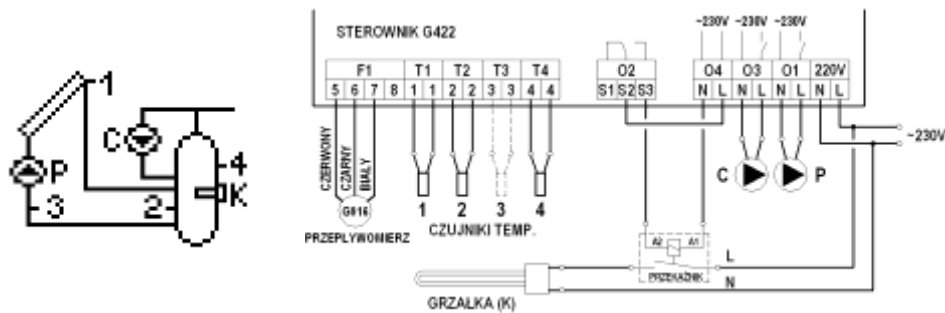 1
C
P
4
K
3
2
STEROWNIK G422
~230V ~230V ~230V
F1 T1 T2 T3 T4 O2 O4 O3 O1 220V
5 6 7 8 1 1 2 2 3 3 4 4 S1 S2 S3 N L N L N L N L
~230V
CZERWONY
CZARNY
BIAŁY
G916
PRZEPŁYWOMIERZ
1 2 3 4
CZUJNIKI TEMP.
C P
A2 A1
PRZEKAŹNIK
L
N
GRZAŁKA (K)